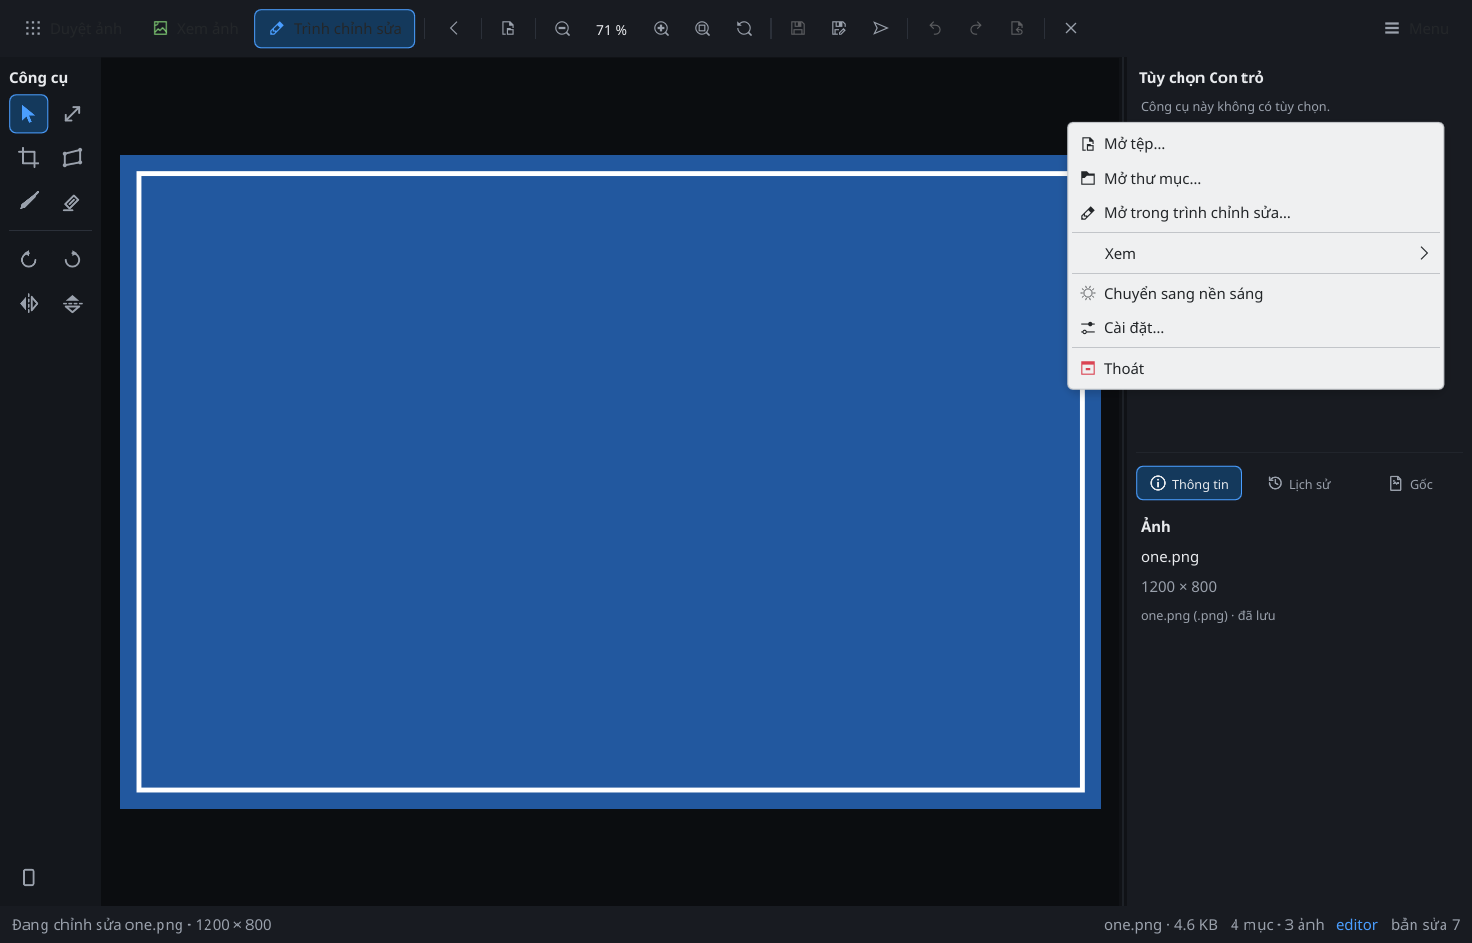 Duyệt ảnh Xem ảnh Trình chỉnh sửa 71 % Menu
Công cụ
Tùy chọn Con trỏ
Công cụ này không có tùy chọn.
Mở tệp...
Mở thư mục...
Mở trong trình chỉnh sửa...
Xem
Chuyển sang nền sáng
Cài đặt...
Thoát
Thông tin Lịch sử Gốc
Ảnh
one.png
1200 × 800
one.png (.png) · đã lưu
Đang chỉnh sửa one.png · 1200 × 800 one.png · 4.6 KB 4 mục · 3 ảnh editor bản sửa 7